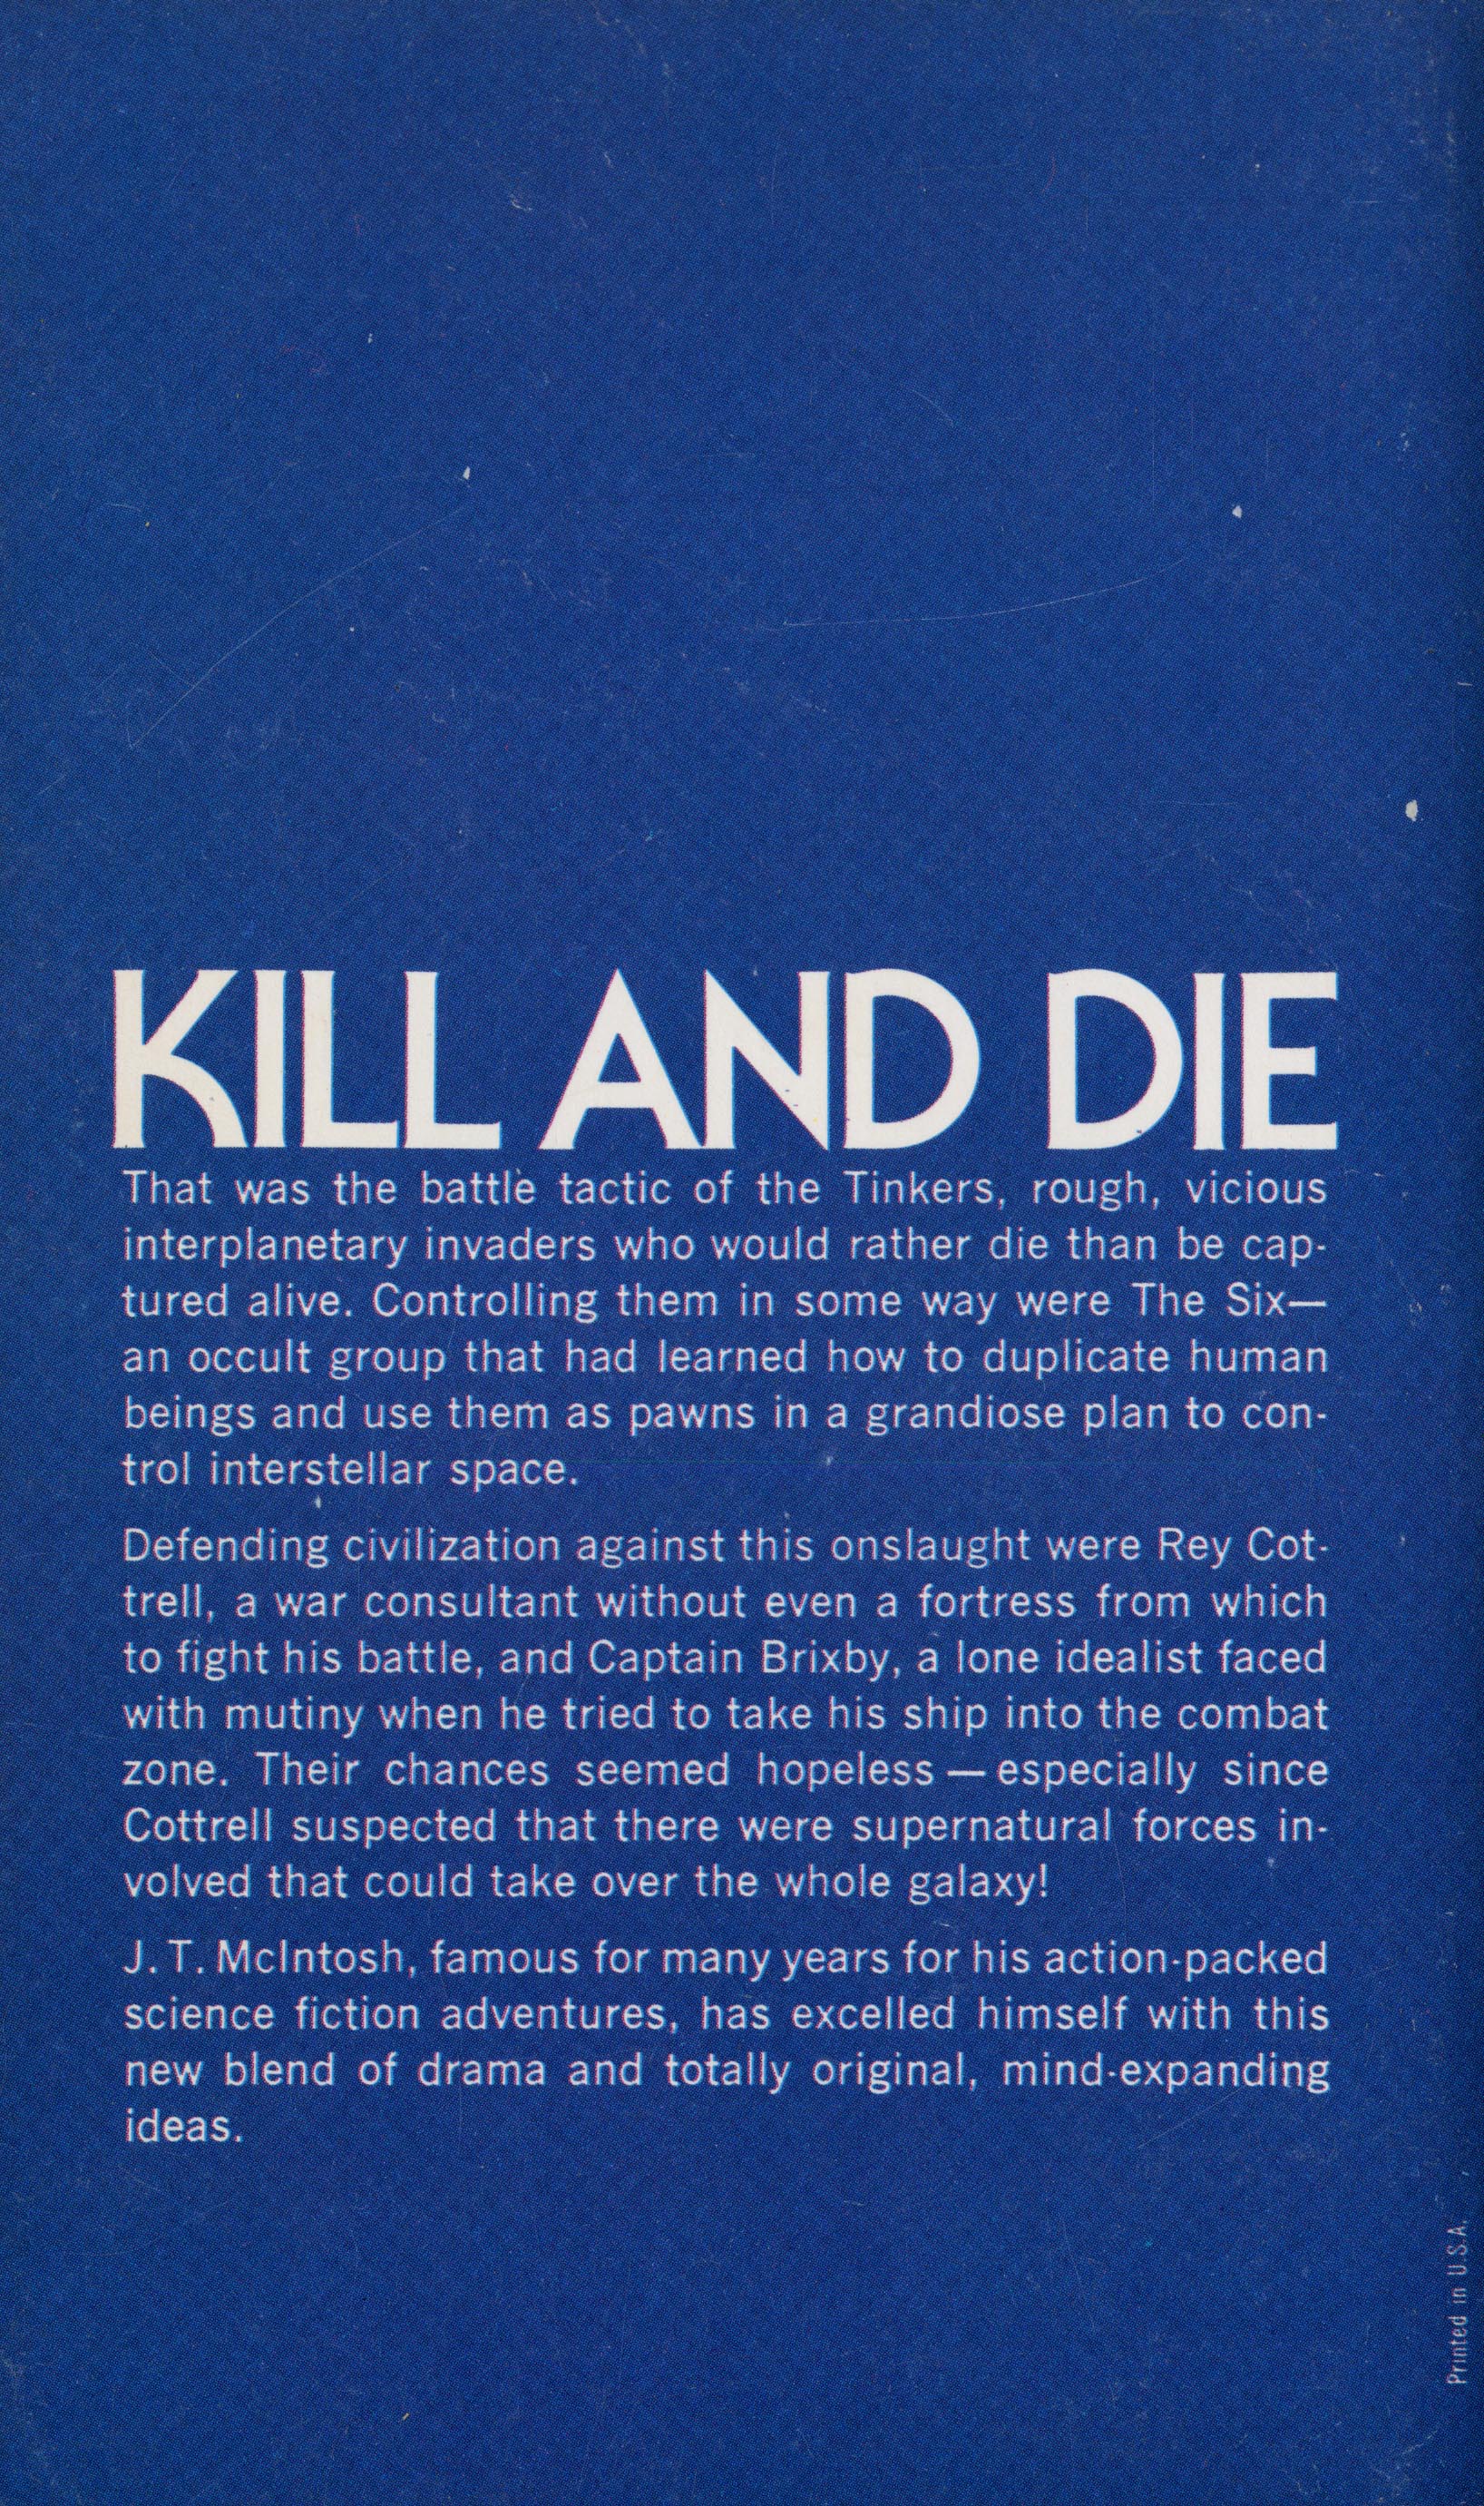 KILL AND DIE
That was the battle tactic of the Tinkers, rough, vicious
interplanetary invaders who would rather die than be cap-
tured alive. Controlling them in some way were The Six—
an occult group that had learned how to duplicate human
beings and use them as pawns in a grandiose plan to con-
trol interstellar space.
Defending civilization against this onslaught were Rey Cot-
trell, a war consultant without even a fortress from which
to fight his battle, and Captain Brixby, a lone idealist faced
with mutiny when he tried to take his ship into the combat
zone. Their chances seemed hopeless — especially since
Cottrell suspected that there were supernatural forces in-
volved that could take over the whole galaxy!
J. T. McIntosh, famous for many years for his action-packed
science fiction adventures, has excelled himself with this
new blend of drama and totally original, mind-expanding
ideas.
Printed in U.S.A.